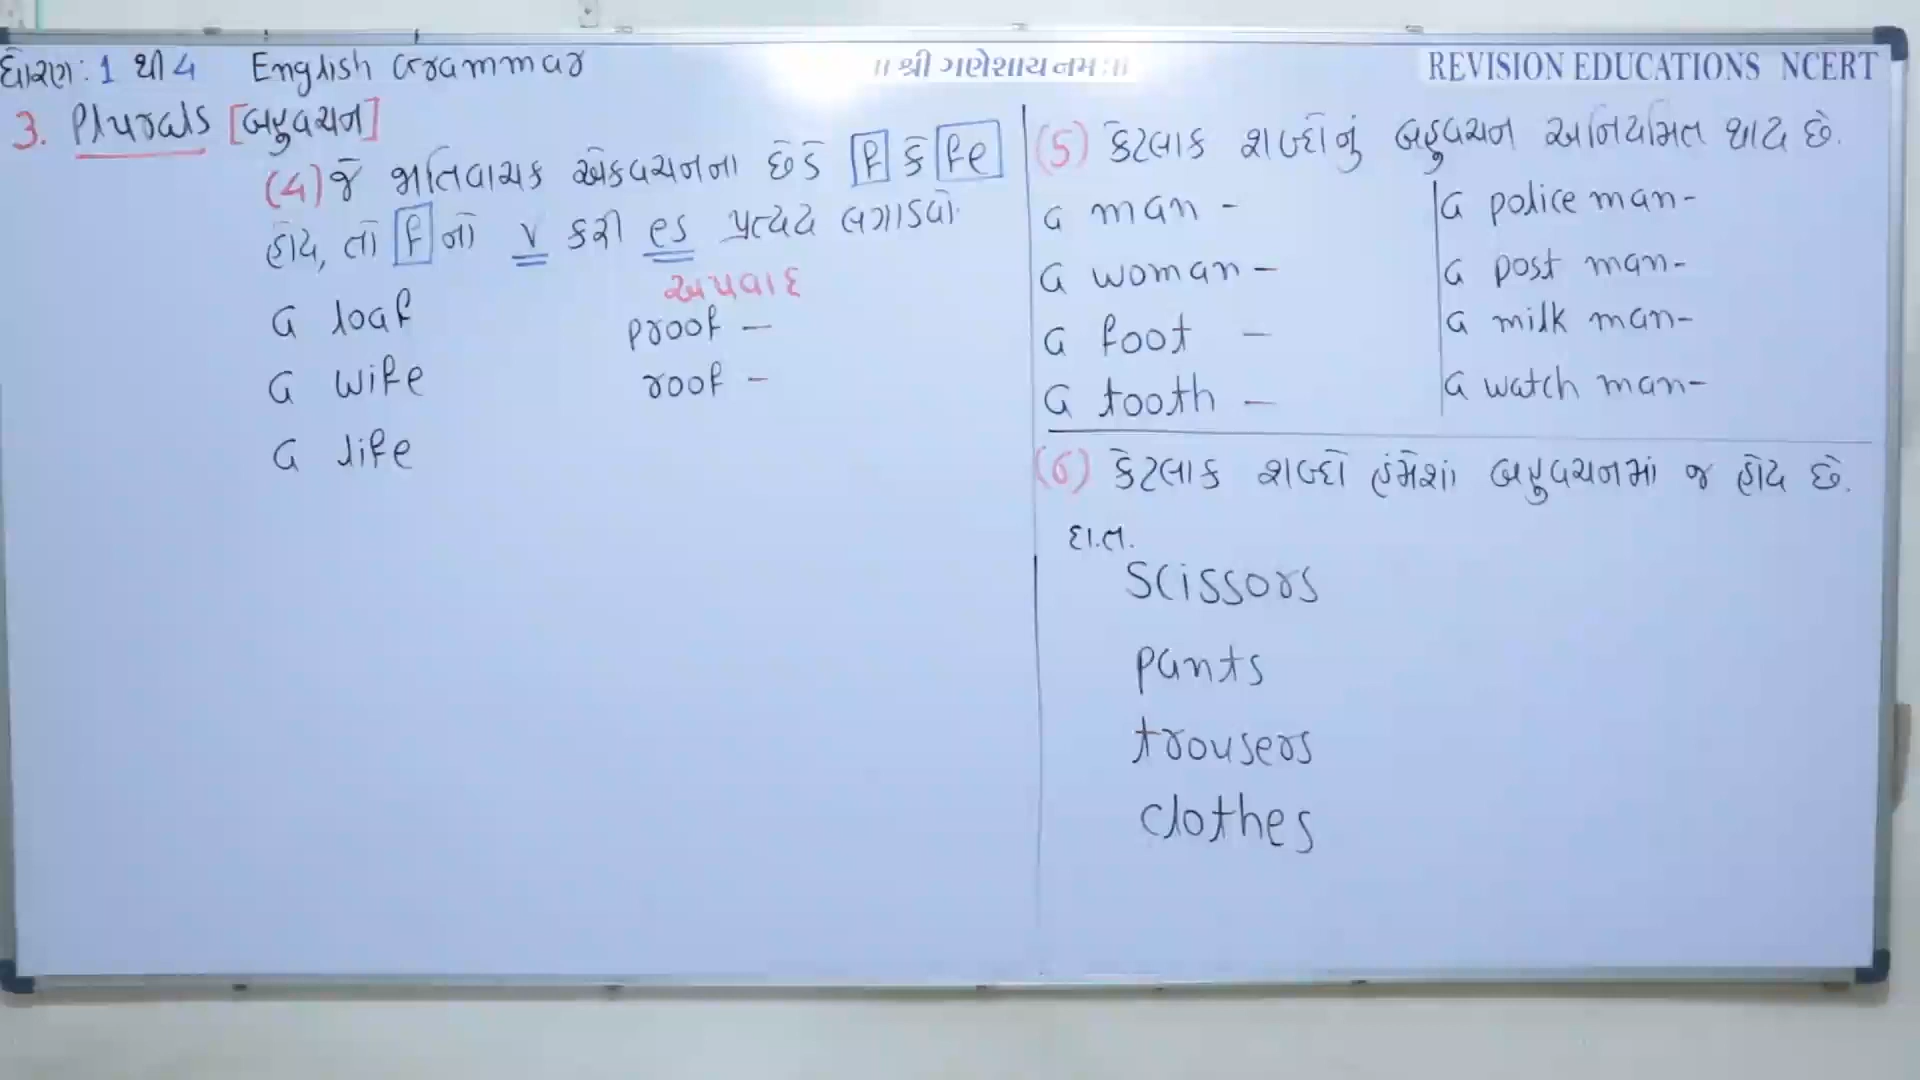 ધોરણ: 1 થી 4 English Grammar
॥ શ્રી ગણેશાય નમઃ ॥
REVISION EDUCATIONS NCERT
3. Plurals [બહુવચન]
(4) જે જાતિવાચક એકવચનના છેડે f કે fe
હોય, તો f નો v કરી es પ્રત્યય લગાડવો.
અપવાદ
a loaf proof –
a wife roof –
a life
(5) કેટલાક શબ્દોનું બહુવચન અનિયમિત થાય છે.
a man – a police man–
a woman – a post man–
a foot – a milk man–
a tooth – a watch man–
(6) કેટલાક શબ્દો હંમેશાં બહુવચનમાં જ હોય છે.
દા.ત.
scissors
pants
trousers
clothes